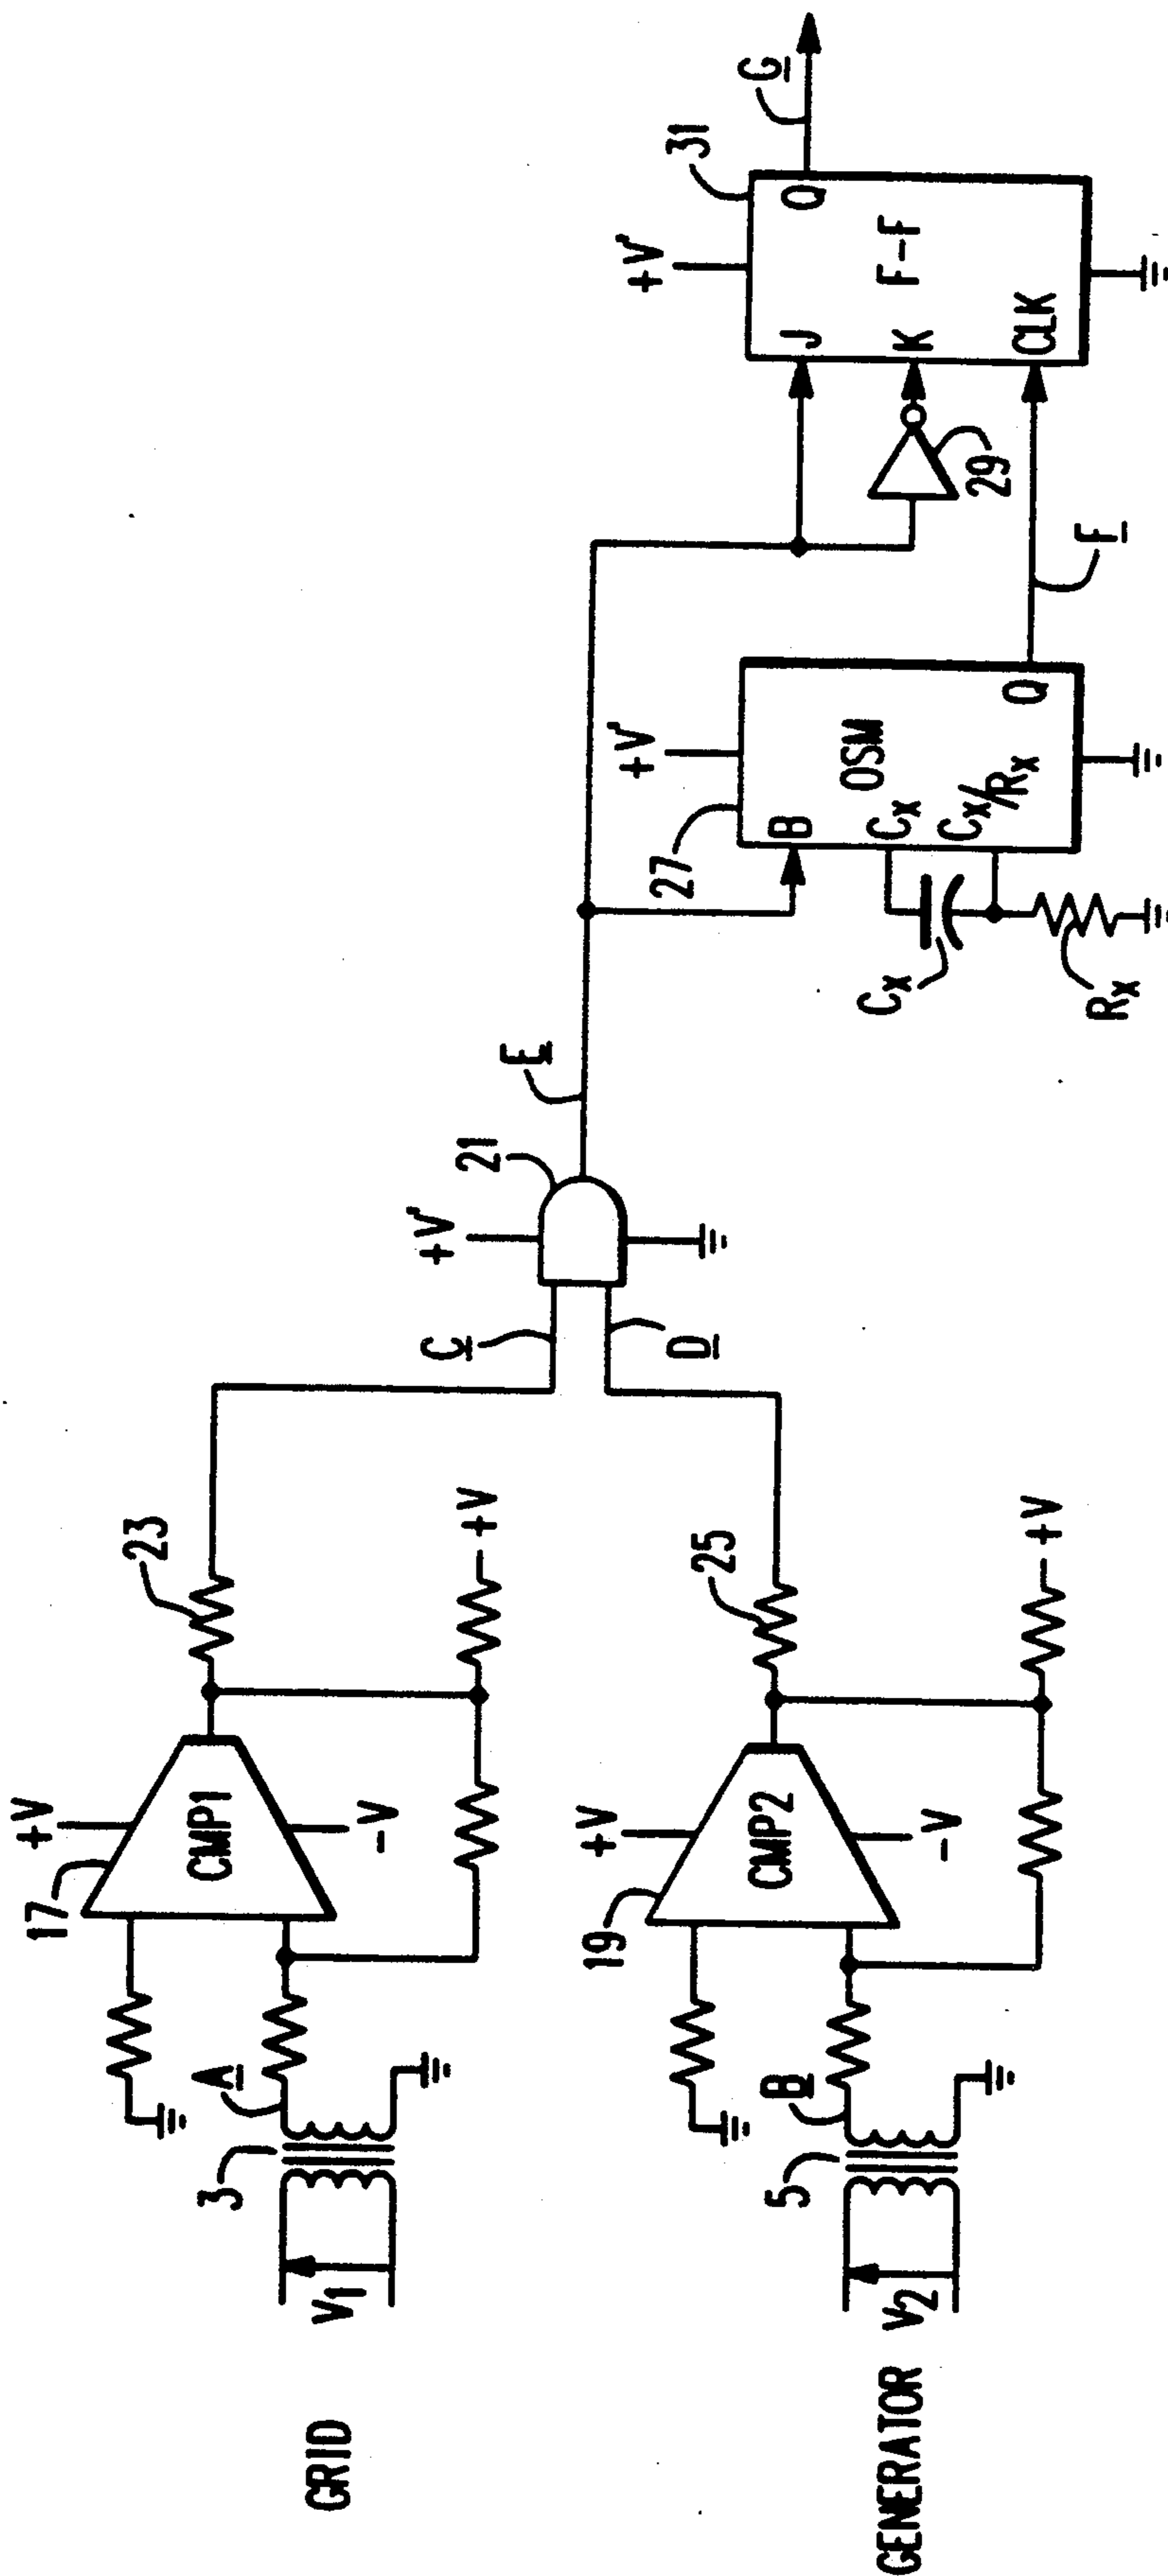 GRID
V1
3
A
17
+V
CMP1
-V
23
+V
GENERATOR
V2
5
B
19
+V
CMP2
-V
25
+V
C
D
+V'
21
E
27
+V'
B
OSM
Cx
Cx/Rx
Q
Cx
Rx
F
29
+V'
31
J
K
CLK
F-F
Q
G